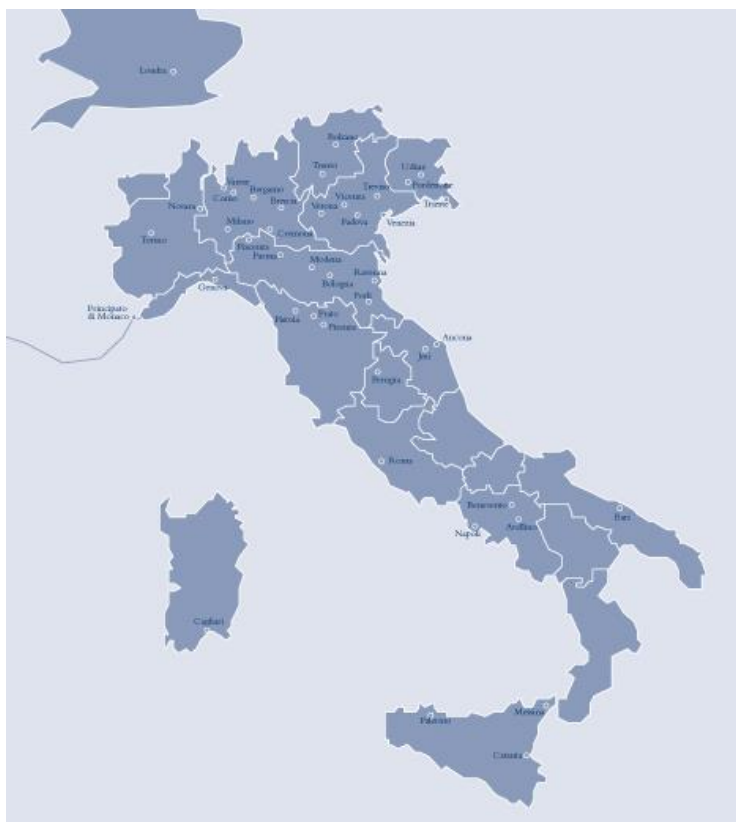 Londra
Bolzano
Trento
Udine
Pordenone
Varese
Treviso
Como
Bergamo
Vicenza
Trieste
Novara
Brescia
Verona
Padova
Venezia
Milano
Cremona
Torino
Piacenza
Parma
Modena
Ravenna
Genova
Bologna
Forlì
Principato
di Monaco
Pistoia
Prato
Firenze
Ancona
Jesi
Perugia
Roma
Benevento
Bari
Avellino
Napoli
Cagliari
Messina
Palermo
Catania